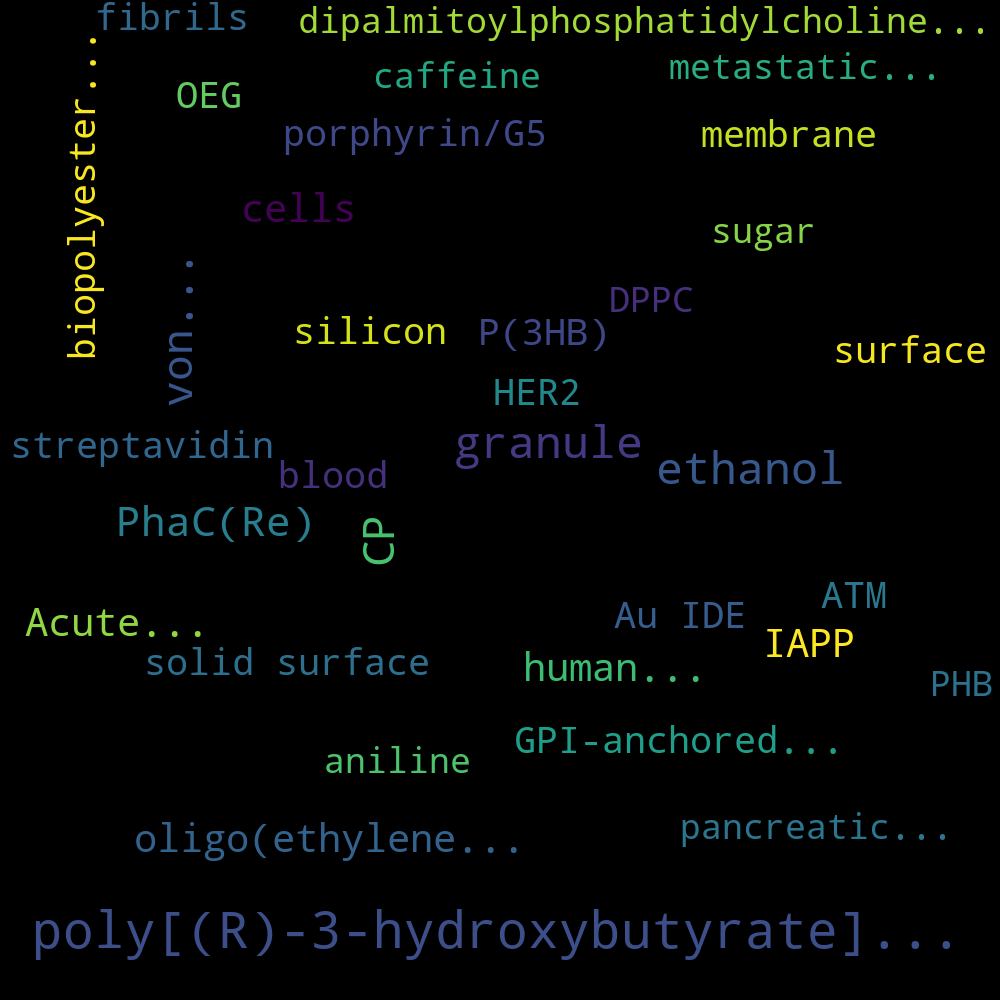 fibrils
dipalmitoylphosphatidylcholine...
biopolyester...
caffeine
metastatic...
OEG
porphyrin/G5
membrane
cells
sugar
von...
DPPC
silicon
P(3HB)
surface
HER2
streptavidin
granule
blood
ethanol
PhaC(Re)
CP
ATM
Acute...
Au IDE
IAPP
solid surface
human...
PHB
GPI-anchored...
aniline
oligo(ethylene...
pancreatic...
poly[(R)-3-hydroxybutyrate]...